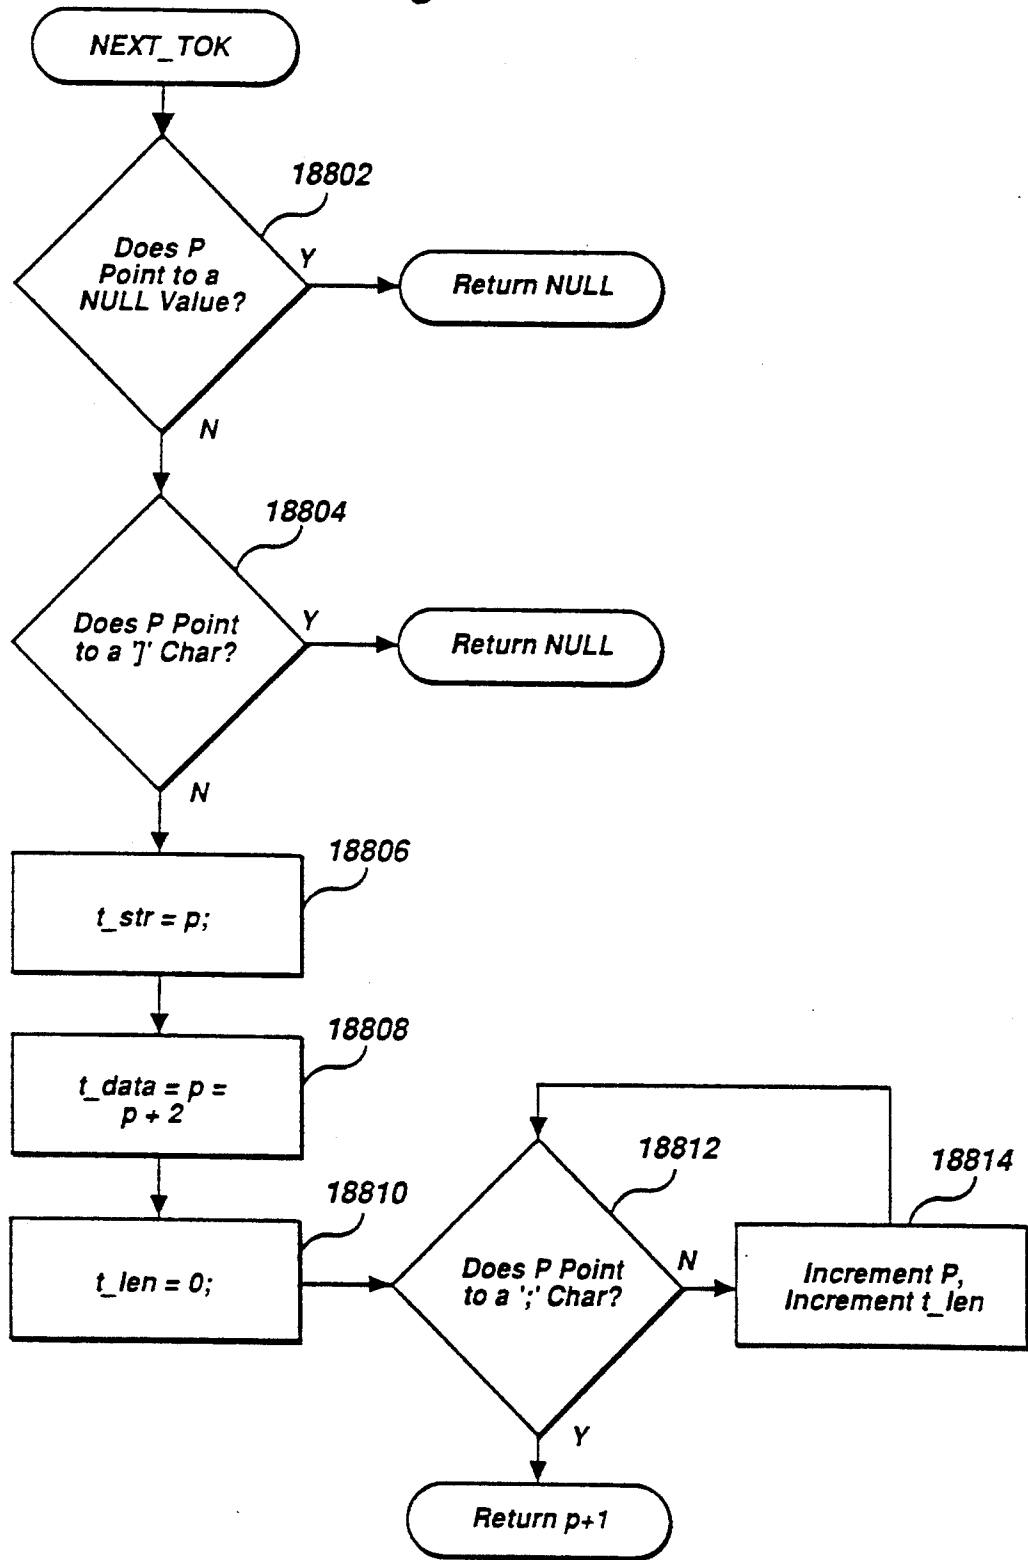 NEXT_TOK
18802
Does P
Point to a
NULL Value?
Y
Return NULL
N
18804
Does P Point
to a ']' Char?
Y
Return NULL
N
18806
t_str = p;
18808
t_data = p =
p + 2
18810
t_len = 0;
18812
Does P Point
to a ';' Char?
N
18814
Increment P,
Increment t_len
Y
Return p+1